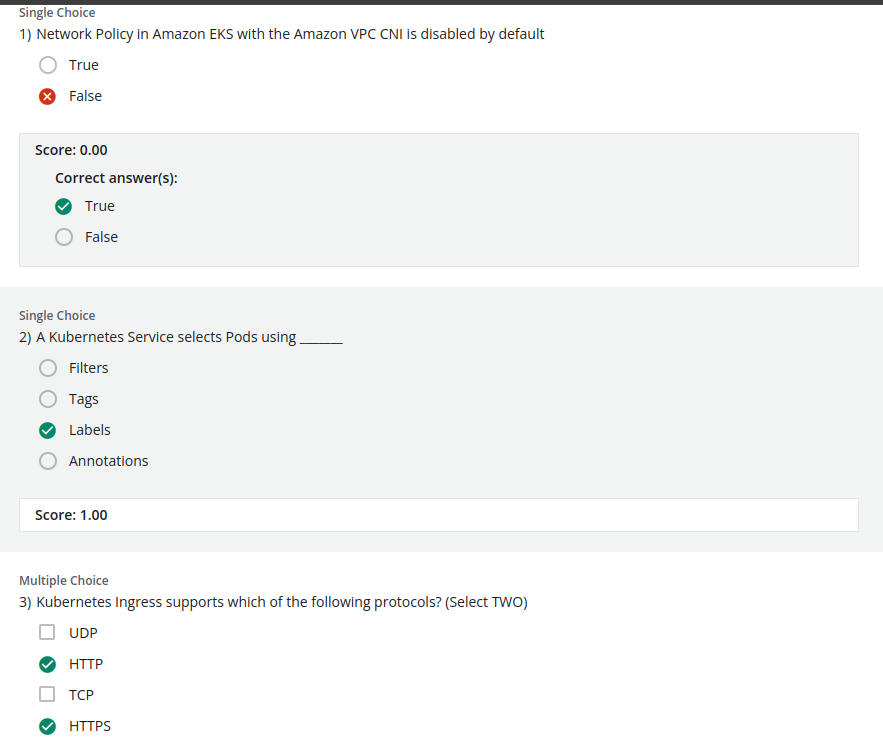 Single Choice
1) Network Policy in Amazon EKS with the Amazon VPC CNI is disabled by default
True
False
Score: 0.00
Correct answer(s):
True
False
Single Choice
2) A Kubernetes Service selects Pods using ______
Filters
Tags
Labels
Annotations
Score: 1.00
Multiple Choice
3) Kubernetes Ingress supports which of the following protocols? (Select TWO)
UDP
HTTP
TCP
HTTPS